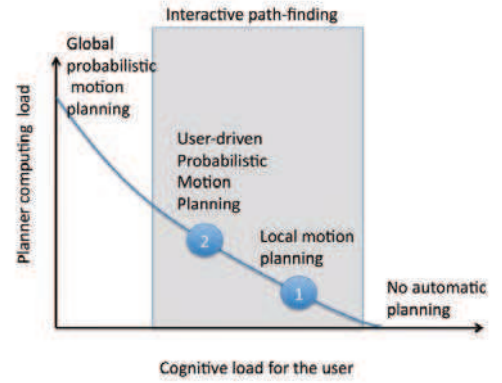 Interactive path-finding
Global
probabilistic
motion
planning
User-driven
Probabilistic
Motion
Planning
2
Local motion
planning
1
No automatic
planning
Planner computing load
Cognitive load for the user